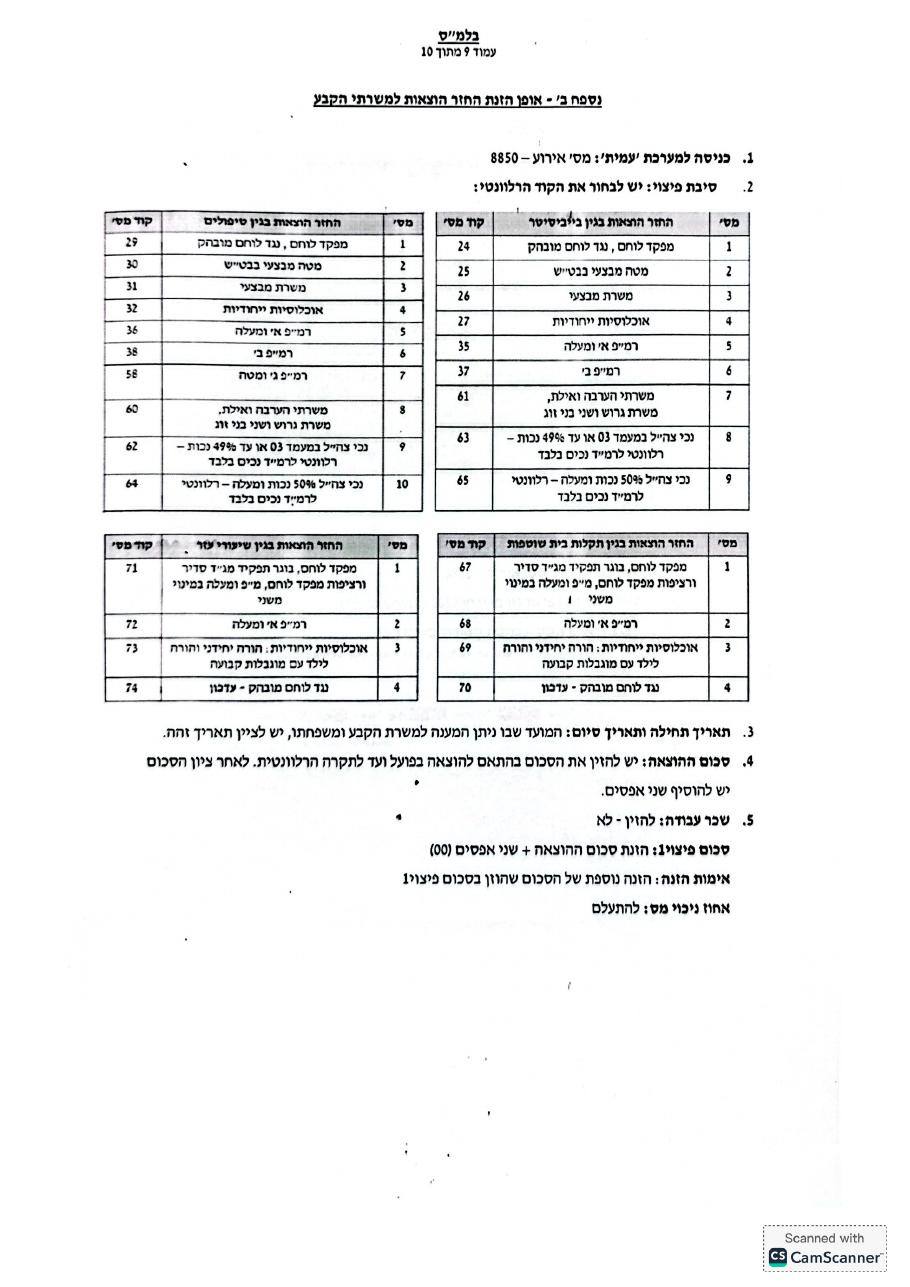 בלמ״ס
עמוד 9 מתוך 10
נספח ב׳ - אופן הזנת החזר הוצאות למשרתי הקבע
1. כניסה למערכת 'עמית': מס׳ אירוע – 8850
2. סיבת פיצוי: יש לבחור את הקוד הרלוונטי:
מס׳ החזר הוצאות בגין בייביסיטר קוד מס׳
1 מפקד לוחם, נגד לוחם מובהק 24
2 מטה מבצעי בבט״ש 25
3 משרת מבצעי 26
4 אוכלוסיות ייחודיות 27
5 רמ״פ א׳ ומעלה 35
6 רמ״פ ב׳ 37
7 משרתי הערבה ואילת, 61
משרת גרוש ושני בני זוג
8 נכי צה״ל במעמד 03 או עד 49% נכות – 63
רלוונטי לרמ״ד נכים בלבד
9 נכי צה״ל 50% נכות ומעלה – רלוונטי 65
לרמ״ד נכים בלבד
מס׳ החזר הוצאות בגין טיפולים קוד מס׳
1 מפקד לוחם, נגד לוחם מובהק 29
2 מטה מבצעי בבט״ש 30
3 משרת מבצעי 31
4 אוכלוסיות ייחודיות 32
5 רמ״פ א׳ ומעלה 36
6 רמ״פ ב׳ 38
7 רמ״פ ג׳ ומטה 58
8 משרתי הערבה ואילת, 60
משרת גרוש ושני בני זוג
9 נכי צה״ל במעמד 03 או עד 49% נכות – 62
רלוונטי לרמ״ד נכים בלבד
10 נכי צה״ל 50% נכות ומעלה – רלוונטי 64
לרמ״ד נכים בלבד
מס׳ החזר הוצאות בגין תקלות בית שוטפות קוד מס׳
1 מפקד לוחם, בוגר תפקיד מג״ד סדיר 67
ורציפות מפקד לוחם, מ״פ ומעלה במינוי
משני
2 רמ״פ א׳ ומעלה 68
3 אוכלוסיות ייחודיות: הורה יחידני והורה 69
לילד עם מוגבלות קבועה
4 נגד לוחם מובהק - עדכון 70
מס׳ החזר הוצאות בגין שיעורי עזר קוד מס׳
1 מפקד לוחם, בוגר תפקיד מג״ד סדיר 71
ורציפות מפקד לוחם, מ״פ ומעלה במינוי
משני
2 רמ״פ א׳ ומעלה 72
3 אוכלוסיות ייחודיות: הורה יחידני והורה 73
לילד עם מוגבלות קבועה
4 נגד לוחם מובהק - עדכון 74
3. תאריך תחילה ותאריך סיום: המועד שבו ניתן המענה למשרת הקבע ומשפחתו, יש לציין תאריך זהה.
4. סכום ההוצאה: יש להזין את הסכום בהתאם להוצאה בפועל ועד לתקרה הרלוונטית. לאחר ציון הסכום
יש להוסיף שני אפסים.
5. שכר עבודה: להזין - לא
סכום פיצוי1: הזנת סכום ההוצאה + שני אפסים (00)
אימות הזנה: הזנה נוספת של הסכום שהוזן בסכום פיצוי1
אחוז ניכוי מס: להתעלם
Scanned with
CS CamScanner